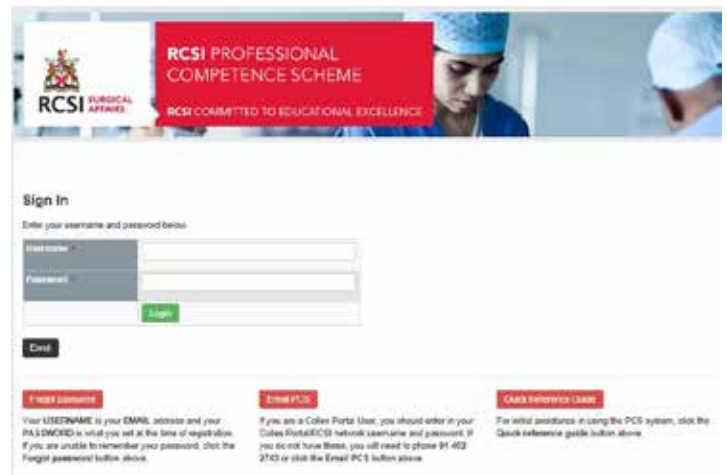 RCSI PROFESSIONAL
COMPETENCE SCHEME
RCSI SURGICAL
AFFAIRS
RCSI COMMITTED TO EDUCATIONAL EXCELLENCE
Sign In
Enter your username and password below
Username *
Password *
Login
Enrol
Forgot password
Your USERNAME is your EMAIL address and your
PASSWORD is what you set at the time of registration.
If you are unable to remember your password, click the
Forgot password button above.
Email PCS
If you are a Colles Portal User, you should enter in your
Colles Portal/RCSI network username and password. If
you do not have these, you will need to phone 01 402
2743 or click the Email PCS button above
Quick Reference Guide
For initial assistance in using the PCS system, click the
Quick reference guide button above